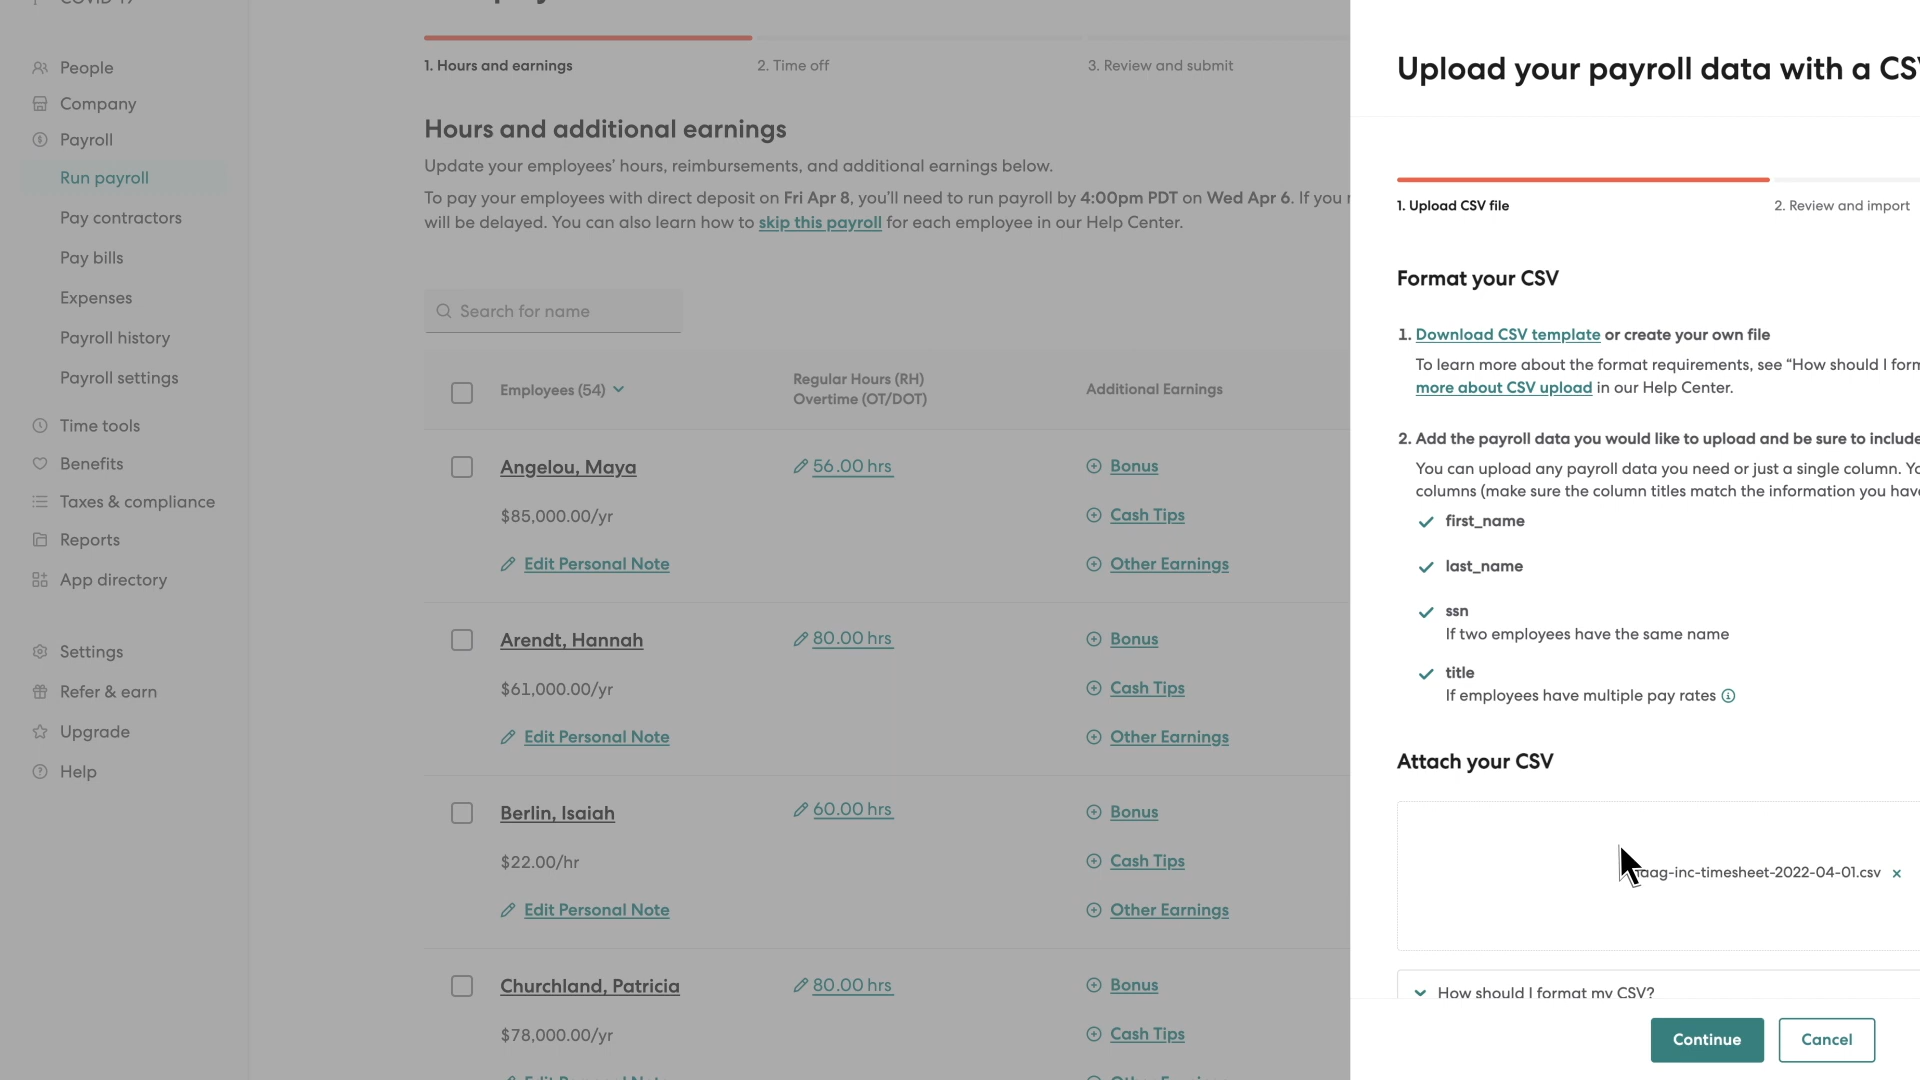 1. Hours and earnings
2. Time off
3. Review and submit
People
Company
Payroll
Run payroll
Pay contractors
Pay bills
Expenses
Payroll history
Payroll settings
Time tools
Benefits
Taxes & compliance
Reports
App directory
Settings
Refer & earn
Upgrade
Help
Hours and additional earnings
Update your employees' hours, reimbursements, and additional earnings below.
To pay your employees with direct deposit on Fri Apr 8, you'll need to run payroll by 4:00pm PDT on Wed Apr 6. If you
will be delayed. You can also learn how to skip this payroll for each employee in our Help Center.
Search for name
Employees (54)
Regular Hours (RH)
Overtime (OT/DOT)
Additional Earnings
Angelou, Maya
56.00 hrs
Bonus
$85,000.00/yr
Cash Tips
Edit Personal Note
Other Earnings
Arendt, Hannah
80.00 hrs
Bonus
$61,000.00/yr
Cash Tips
Edit Personal Note
Other Earnings
Berlin, Isaiah
60.00 hrs
Bonus
$22.00/hr
Cash Tips
Edit Personal Note
Other Earnings
Churchland, Patricia
80.00 hrs
Bonus
$78,000.00/yr
Cash Tips
Upload your payroll data with a CSV
1. Upload CSV file
2. Review and import
Format your CSV
1. Download CSV template or create your own file
To learn more about the format requirements, see “How should I form
more about CSV upload in our Help Center.
2. Add the payroll data you would like to upload and be sure to include
You can upload any payroll data you need or just a single column.
columns (make sure the column titles match the information you have
first_name
last_name
ssn
If two employees have the same name
title
If employees have multiple pay rates
Attach your CSV
aag-inc-timesheet-2022-04-01.csv
How should I format my CSV?
Continue
Cancel